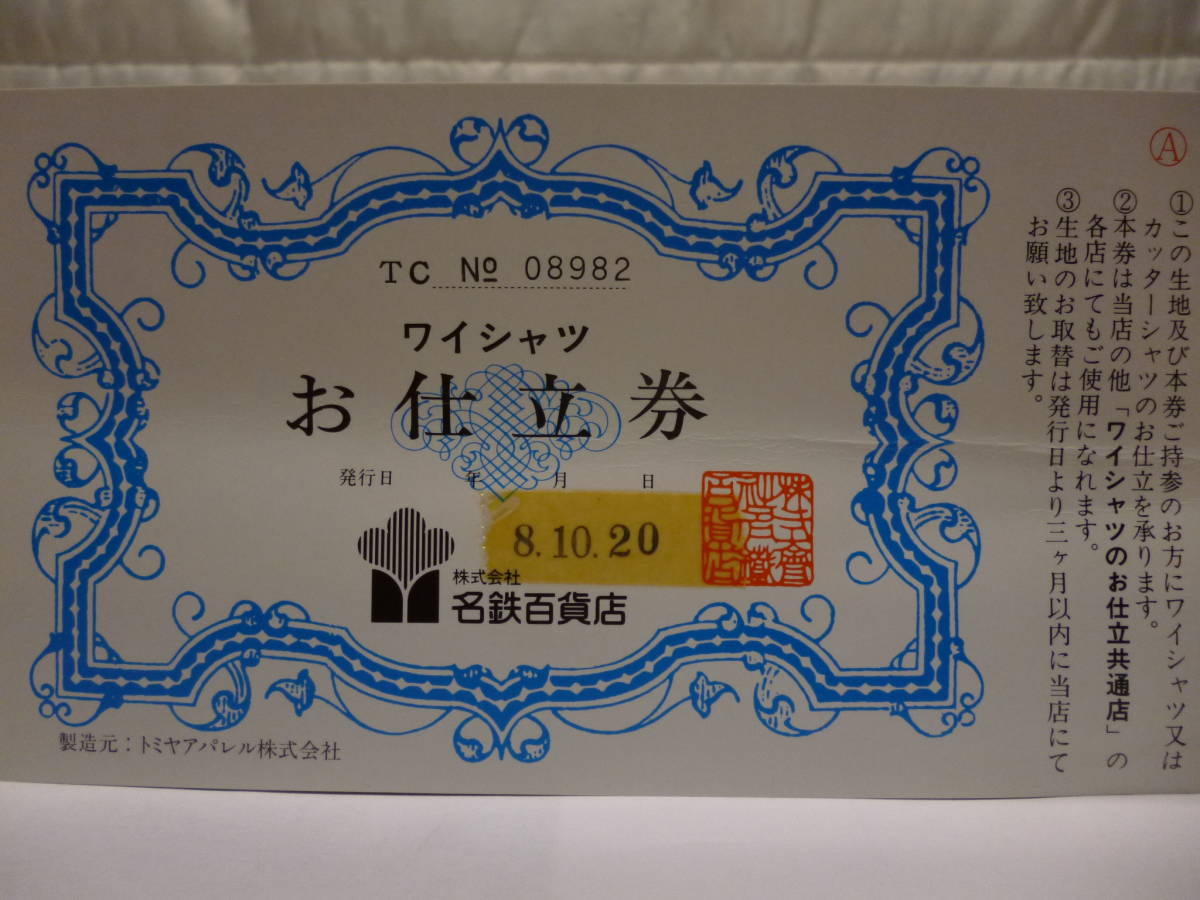 TC № 08982
ワイシャツ
お仕立券
発行日 年 月 日
8.10.20
株式会社
名鉄百貨店
製造元：トミヤアパレル株式会社
Ⓐ
①この生地及び本券ご持参のお方にワイシャツ又は
カッターシャツのお仕立を承ります。
②本券は当店の他「ワイシャツのお仕立共通店」の
各店にてもご使用になれます。
③生地のお取替は発行日より三ヶ月以内に当店にて
お願い致します。